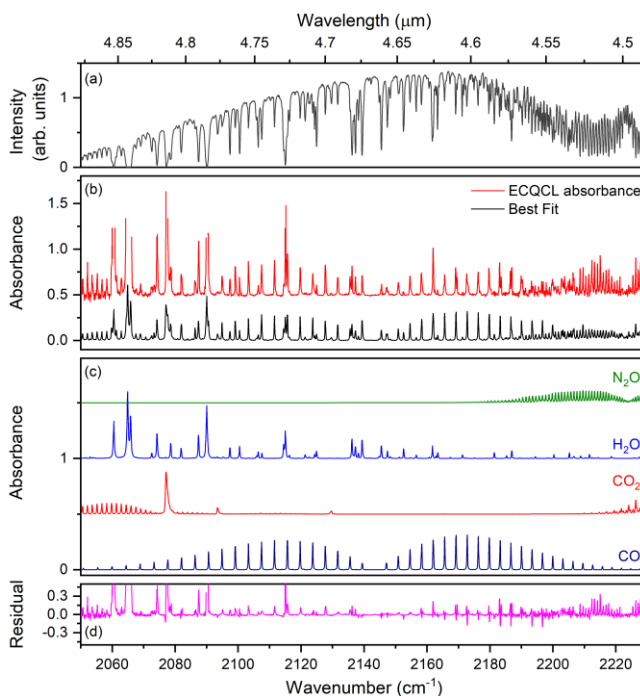 Wavelength (μm)
4.85 4.8 4.75 4.7 4.65 4.6 4.55 4.5
(a)
Intensity
(arb. units)
1
0
(b)
ECQCL absorbance
Best Fit
Absorbance
1.5
1.0
0.5
0.0
(c)
N₂O
H₂O
CO₂
CO
Absorbance
1
0
Residual
0.3
0.0
-0.3
(d)
2060 2080 2100 2120 2140 2160 2180 2200 2220
Wavenumber (cm⁻¹)